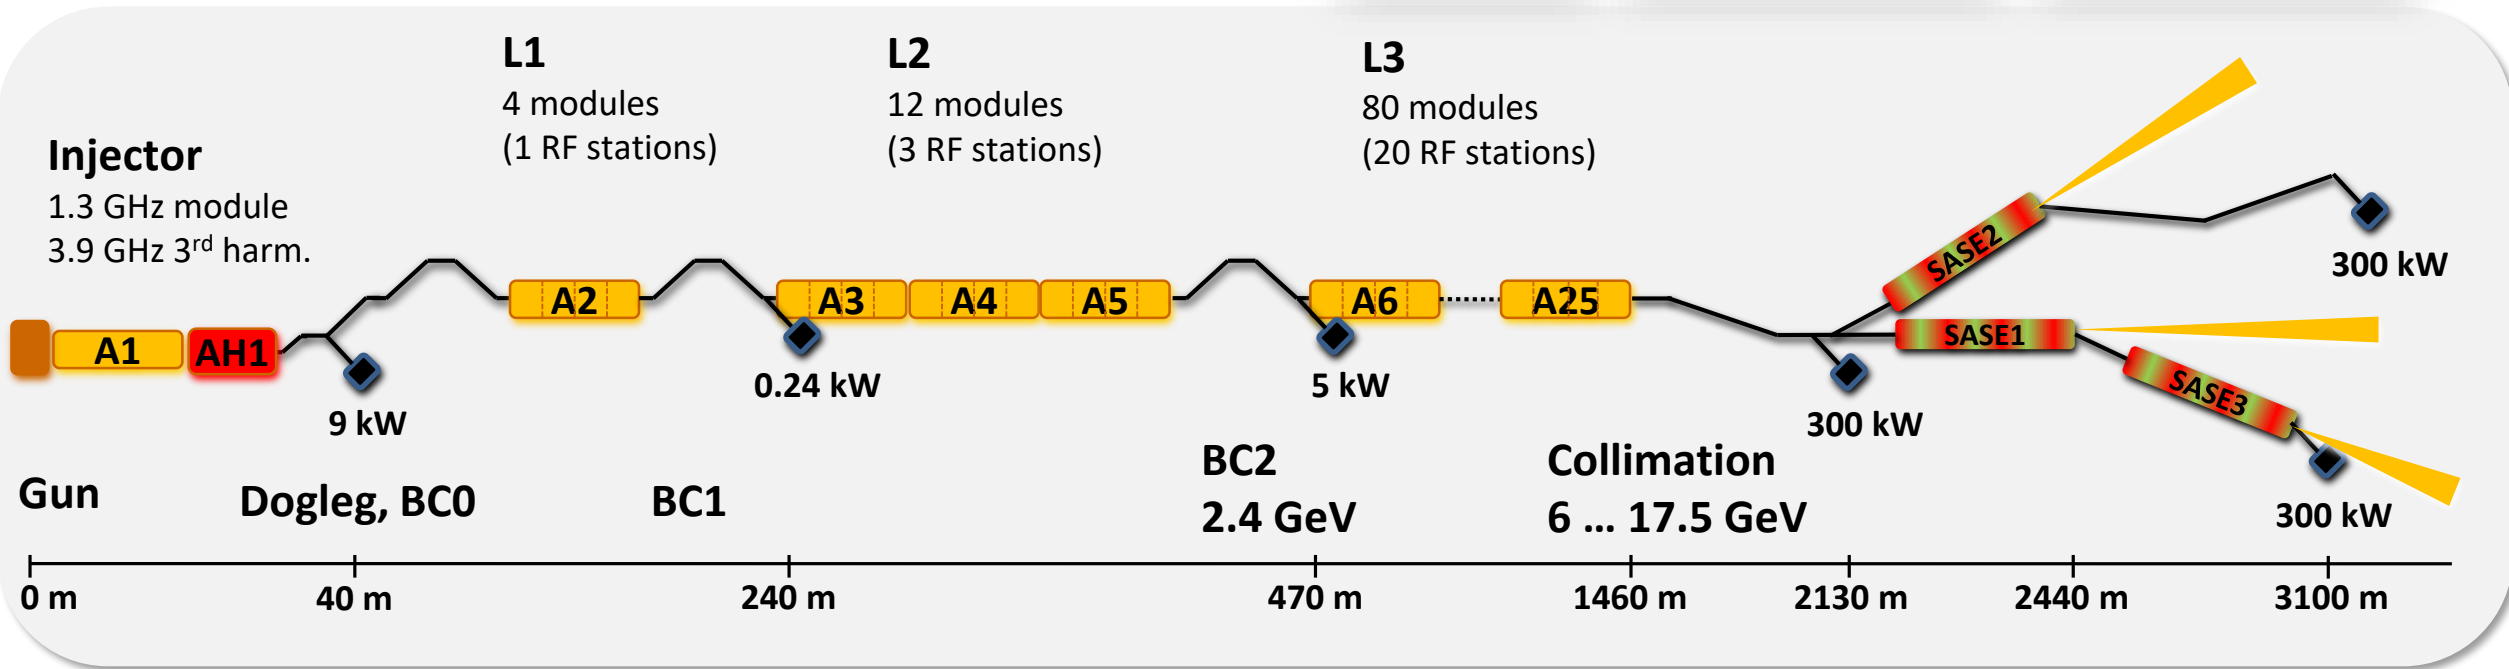 L1
4 modules
(1 RF stations)
L2
12 modules
(3 RF stations)
L3
80 modules
(20 RF stations)
Injector
1.3 GHz module
3.9 GHz 3rd harm.
A1
AH1
A2
A3
A4
A5
A6
A25
SASE2
SASE1
SASE3
300 kW
9 kW
0.24 kW
5 kW
300 kW
300 kW
Gun
Dogleg, BC0
BC1
BC2
2.4 GeV
Collimation
6 ... 17.5 GeV
0 m
40 m
240 m
470 m
1460 m
2130 m
2440 m
3100 m